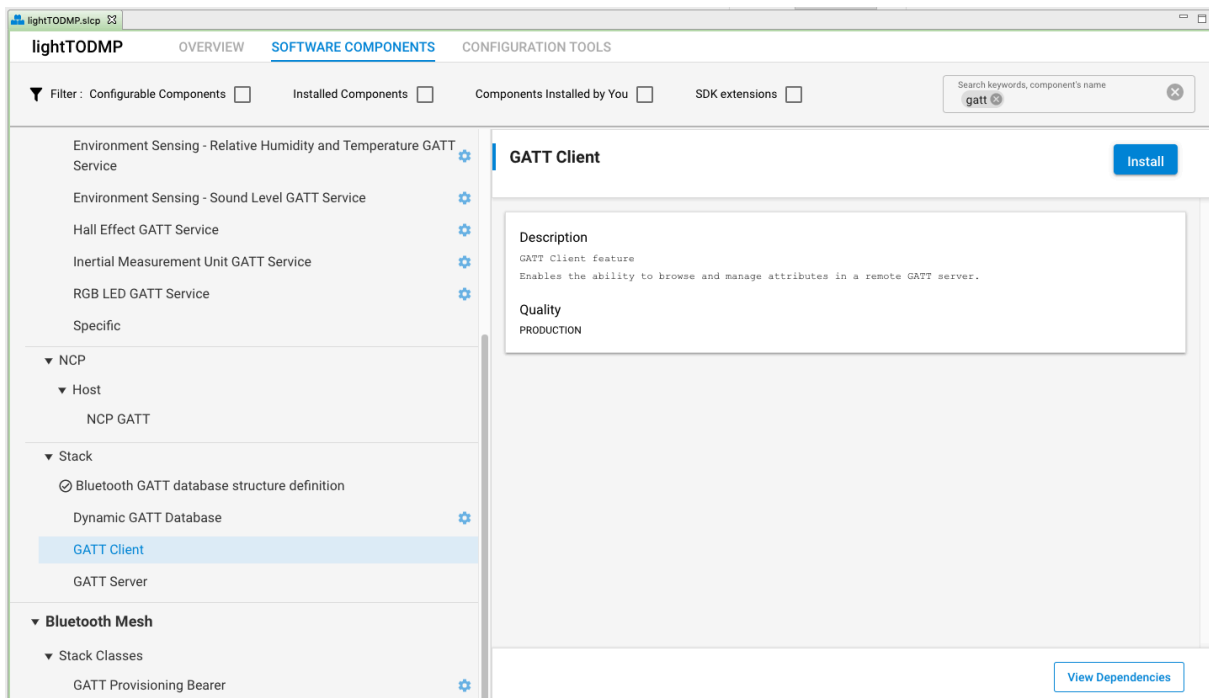 lightTODMP.slcp
lightTODMP
OVERVIEW
SOFTWARE COMPONENTS
CONFIGURATION TOOLS
Filter :
Configurable Components
Installed Components
Components Installed by You
SDK extensions
Search keywords, component's name
gatt
Environment Sensing - Relative Humidity and Temperature GATT
Service
Environment Sensing - Sound Level GATT Service
Hall Effect GATT Service
Inertial Measurement Unit GATT Service
RGB LED GATT Service
Specific
NCP
Host
NCP GATT
Stack
Bluetooth GATT database structure definition
Dynamic GATT Database
GATT Client
GATT Server
Bluetooth Mesh
Stack Classes
GATT Provisioning Bearer
GATT Client
Install
Description
GATT Client feature
Enables the ability to browse and manage attributes in a remote GATT server.
Quality
PRODUCTION
View Dependencies